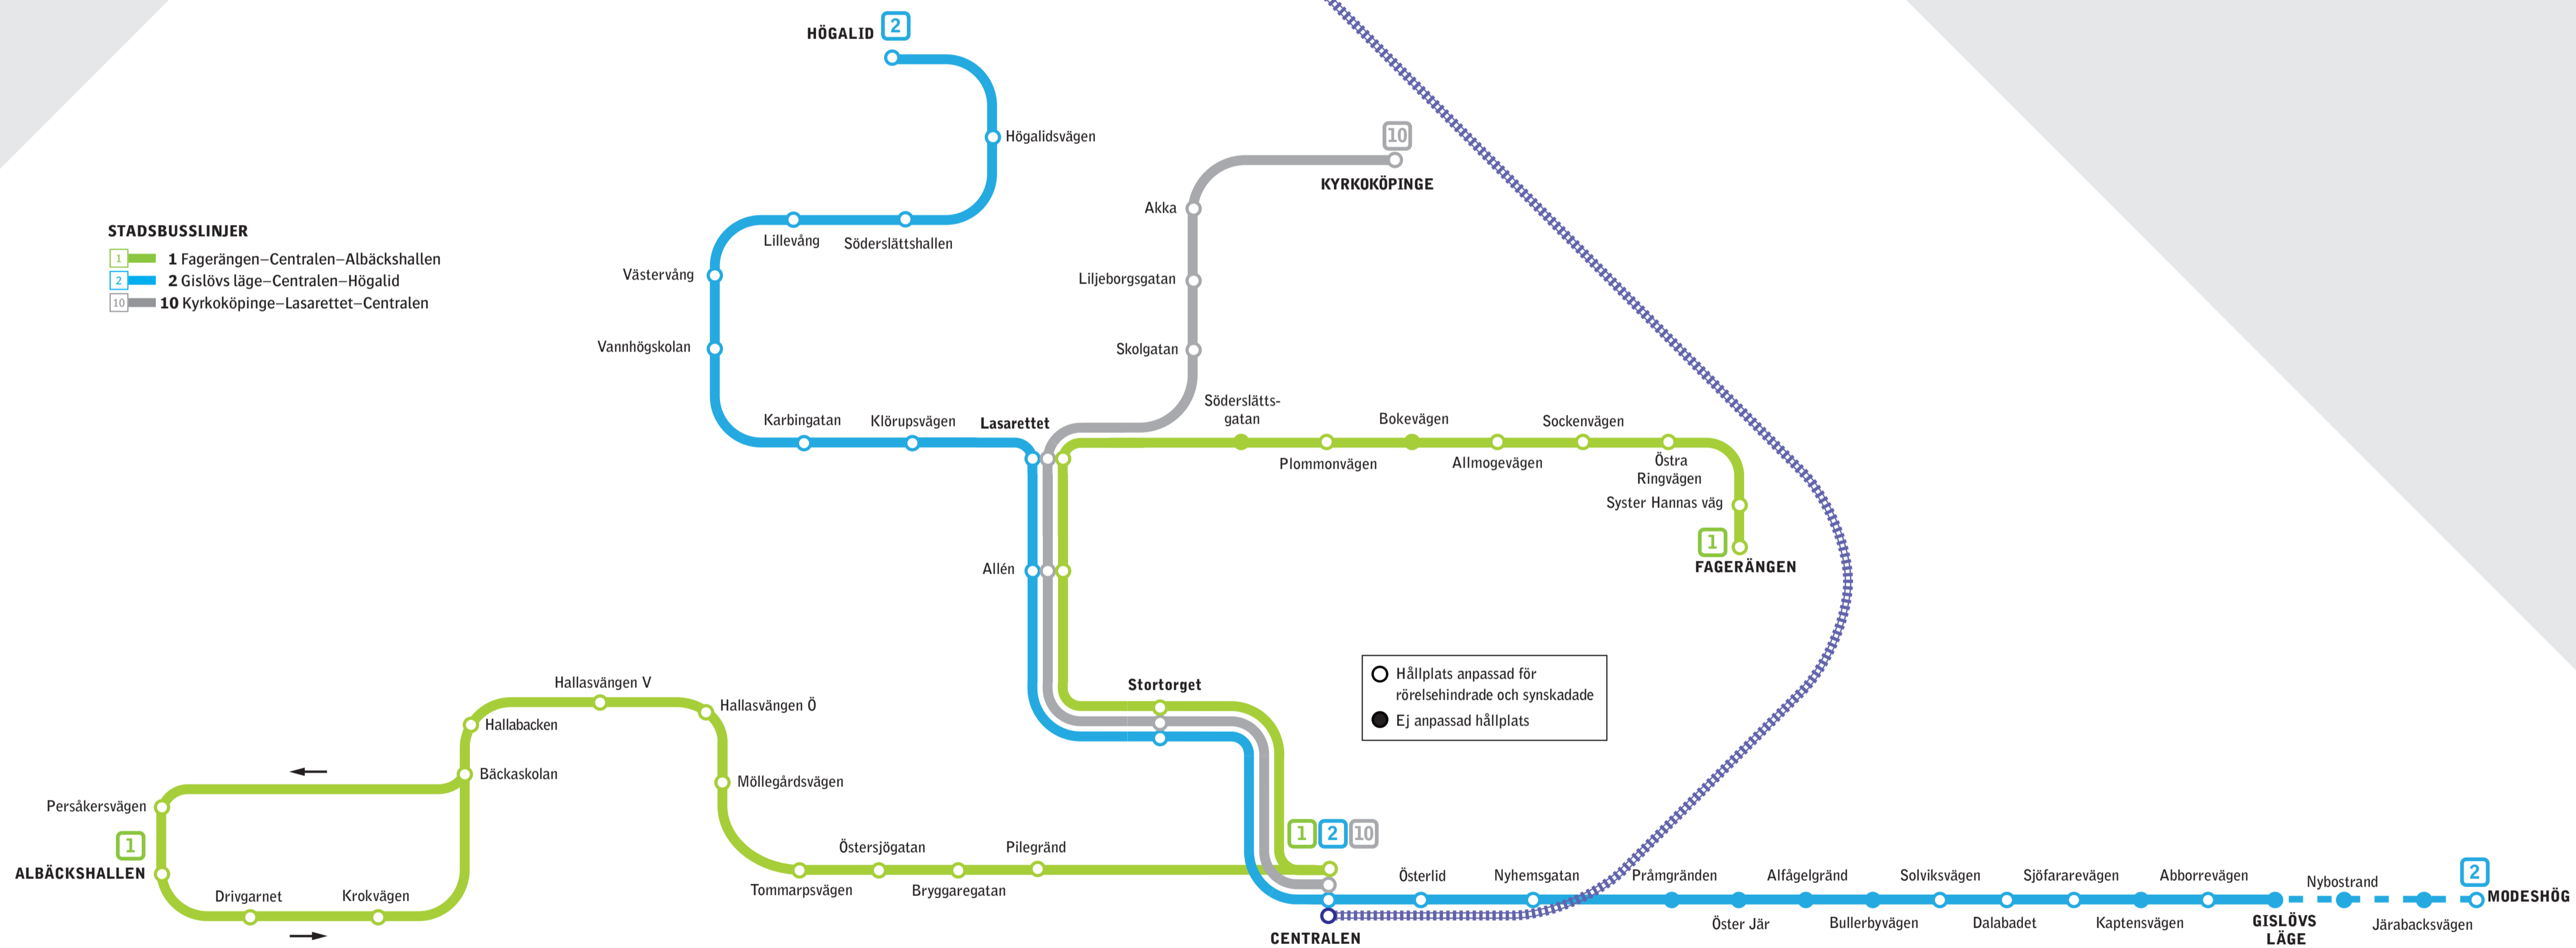 HÖGALID
2
Högalidsvägen
Lillevång
Söderslättshallen
Västervång
Vannhögskolan
Karbingatan
Klörupsvägen
Lasarettet
STADSBUSSLINJER
1 1 Fagerängen–Centralen–Albäckshallen
2 2 Gislövs läge–Centralen–Högalid
10 10 Kyrkoköpinge–Lasarettet–Centralen
10
KYRKOKÖPINGE
Akka
Liljeborgsgatan
Skolgatan
Söderslätts-
gatan
Plommonvägen
Bokevägen
Allmogevägen
Sockenvägen
Östra
Ringvägen
Syster Hannas väg
1
FAGERÄNGEN
Allén
Stortorget
Hållplats anpassad för
rörelsehindrade och synskadade
Ej anpassad hållplats
Hallasvängen V
Hallasvängen Ö
Hallabacken
Bäckaskolan
Möllegårdsvägen
Persåkersvägen
1
ALBÄCKSHALLEN
Drivgarnet
Krokvägen
Tommarpsvägen
Östersjögatan
Bryggaregatan
Pilegränd
1 2 10
CENTRALEN
Österlid
Nyhemsgatan
Pråmgränden
Öster Jär
Alfågelgränd
Bullerbyvägen
Solviksvägen
Dalabadet
Sjöfararevägen
Kaptensvägen
Abborrevägen
GISLÖVS
LÄGE
Nybostrand
Järabacksvägen
2
MODESHÖG